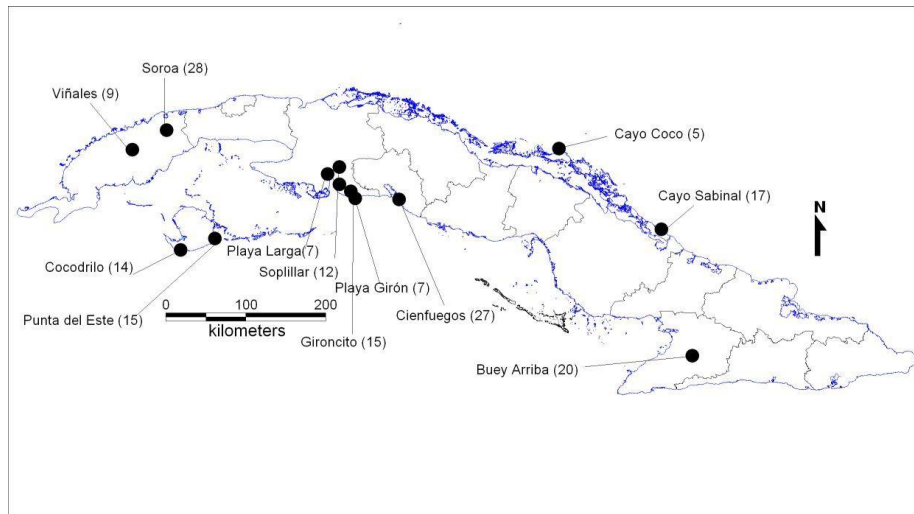 Soroa (28)
Viñales (9)
Cayo Coco (5)
Cayo Sabinal (17)
N
Playa Larga(7)
Cocodrilo (14)
Soplillar (12)
Playa Girón (7)
0 100 200
Punta del Este (15)
Cienfuegos (27)
kilometers
Gironcito (15)
Buey Arriba (20)